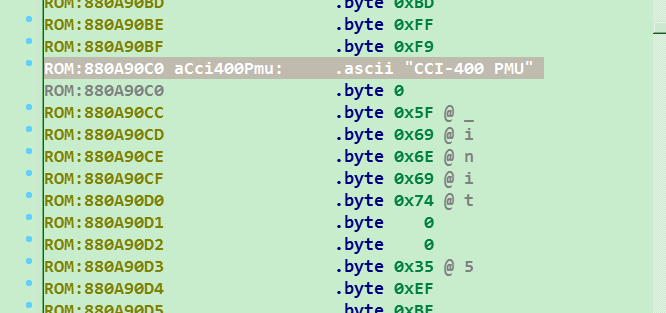 ROM:880A90BD .byte 0xBD
ROM:880A90BE .byte 0xFF
ROM:880A90BF .byte 0xF9
ROM:880A90C0 aCci400Pmu: .ascii "CCI-400 PMU"
ROM:880A90C0 .byte 0
ROM:880A90CC .byte 0x5F @ _
ROM:880A90CD .byte 0x69 @ i
ROM:880A90CE .byte 0x6E @ n
ROM:880A90CF .byte 0x69 @ i
ROM:880A90D0 .byte 0x74 @ t
ROM:880A90D1 .byte 0
ROM:880A90D2 .byte 0
ROM:880A90D3 .byte 0x35 @ 5
ROM:880A90D4 .byte 0xEF
ROM:880A90D5 .byte 0xBF